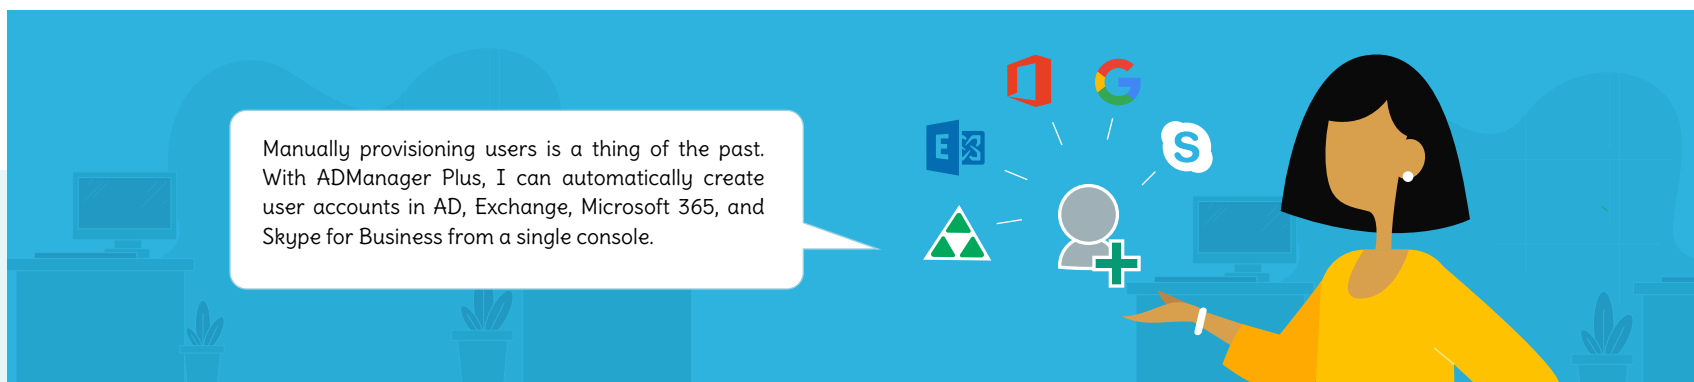 Manually provisioning users is a thing of the past.
With ADManager Plus, I can automatically create
user accounts in AD, Exchange, Microsoft 365, and
Skype for Business from a single console.
E
G
S